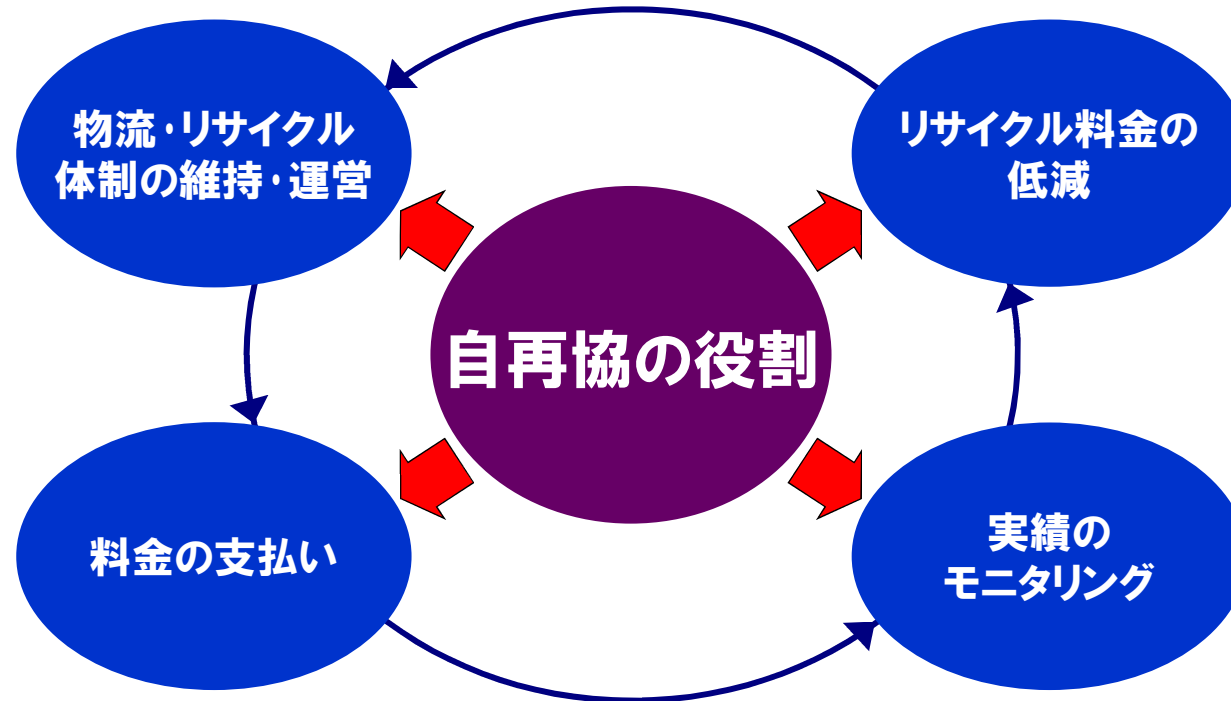 物流・リサイクル
体制の維持・運営
リサイクル料金の
低減
自再協の役割
料金の支払い
実績の
モニタリング